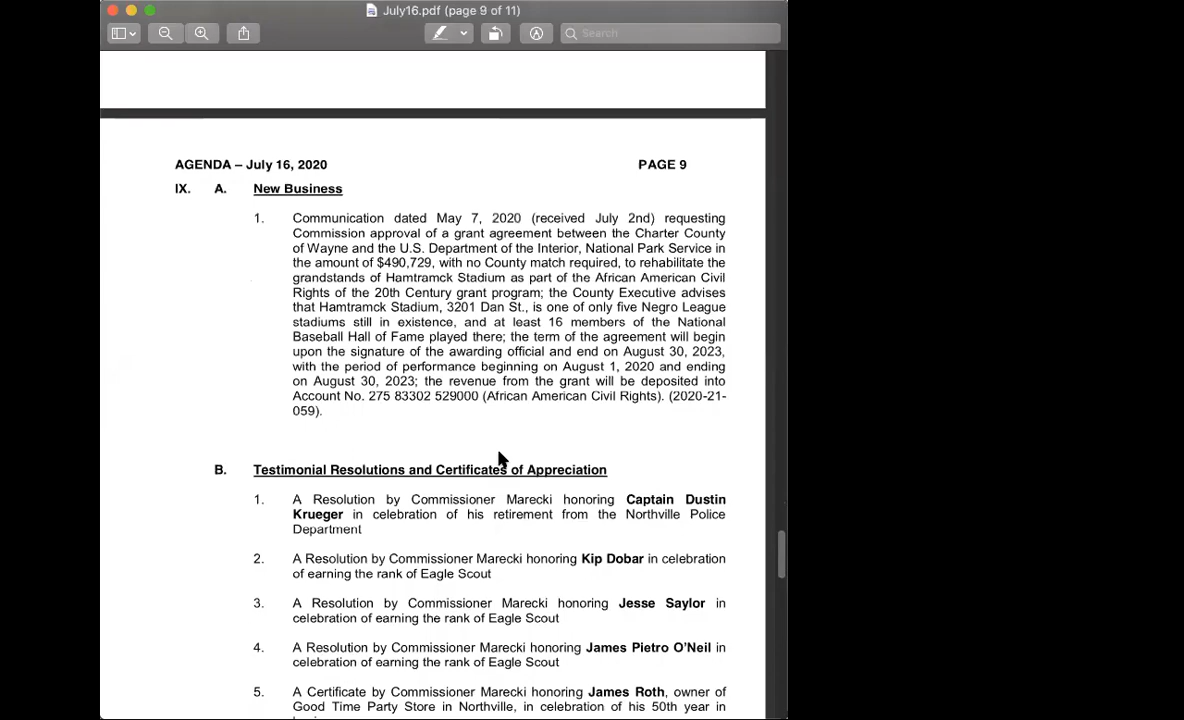 July16.pdf (page 9 of 11)
Search
AGENDA – July 16, 2020 PAGE 9
IX. A. New Business
1. Communication dated May 7, 2020 (received July 2nd) requesting
Commission approval of a grant agreement between the Charter County
of Wayne and the U.S. Department of the Interior, National Park Service in
the amount of $490,729, with no County match required, to rehabilitate the
grandstands of Hamtramck Stadium as part of the African American Civil
Rights of the 20th Century grant program; the County Executive advises
that Hamtramck Stadium, 3201 Dan St., is one of only five Negro League
stadiums still in existence, and at least 16 members of the National
Baseball Hall of Fame played there; the term of the agreement will begin
upon the signature of the awarding official and end on August 30, 2023,
with the period of performance beginning on August 1, 2020 and ending
on August 30, 2023; the revenue from the grant will be deposited into
Account No. 275 83302 529000 (African American Civil Rights). (2020-21-
059).
B. Testimonial Resolutions and Certificates of Appreciation
1. A Resolution by Commissioner Marecki honoring Captain Dustin
Krueger in celebration of his retirement from the Northville Police
Department
2. A Resolution by Commissioner Marecki honoring Kip Dobar in celebration
of earning the rank of Eagle Scout
3. A Resolution by Commissioner Marecki honoring Jesse Saylor in
celebration of earning the rank of Eagle Scout
4. A Resolution by Commissioner Marecki honoring James Pietro O'Neil in
celebration of earning the rank of Eagle Scout
5. A Certificate by Commissioner Marecki honoring James Roth, owner of
Good Time Party Store in Northville, in celebration of his 50th year in